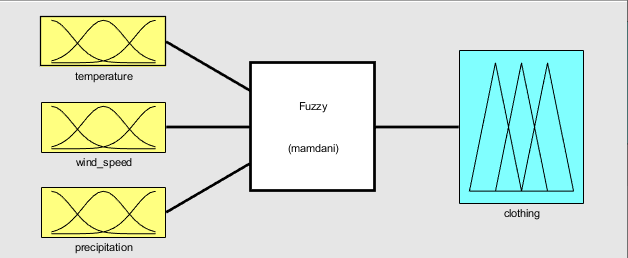 temperature
wind_speed
precipitation
Fuzzy
(mamdani)
clothing